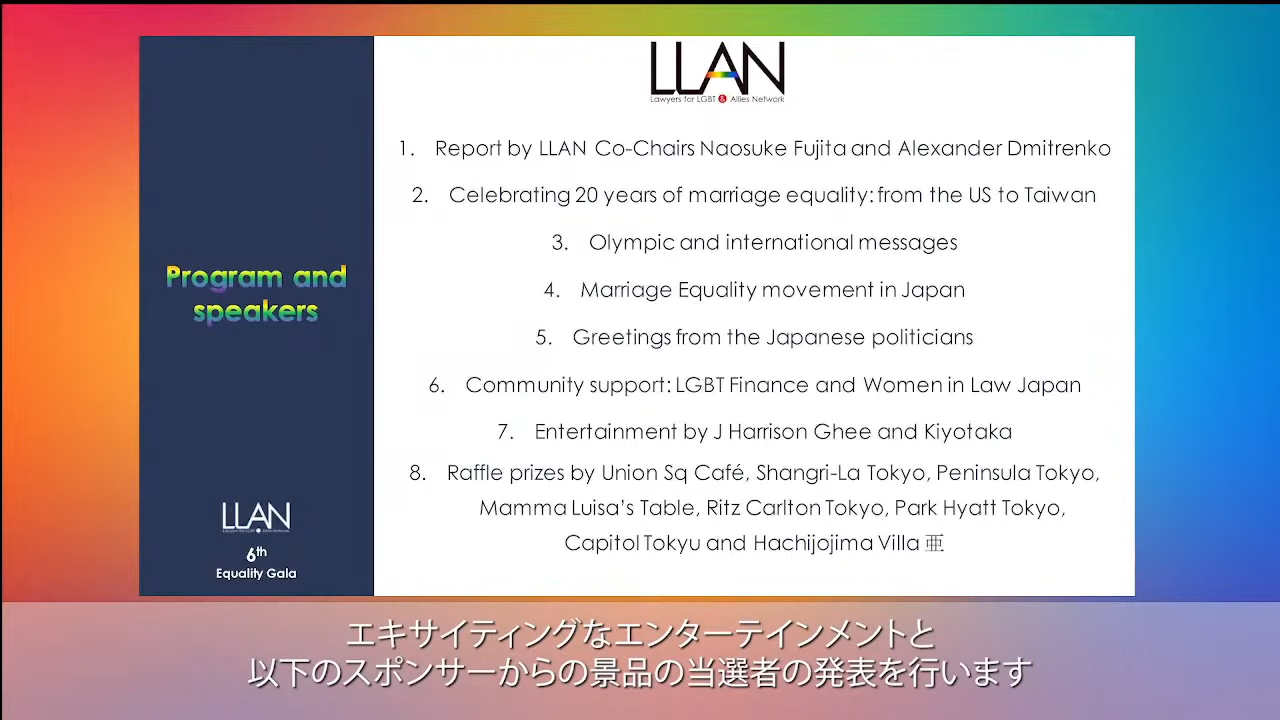 LLAN
Lawyers for LGBT & Allies Network
1. Report by LLAN Co-Chairs Naosuke Fujita and Alexander Dmitrenko
2. Celebrating 20 years of marriage equality: from the US to Taiwan
3. Olympic and international messages
4. Marriage Equality movement in Japan
5. Greetings from the Japanese politicians
6. Community support: LGBT Finance and Women in Law Japan
7. Entertainment by J Harrison Ghee and Kiyotaka
8. Raffle prizes by Union Sq Café, Shangri-La Tokyo, Peninsula Tokyo,
Mamma Luisa's Table, Ritz Carlton Tokyo, Park Hyatt Tokyo,
Capitol Tokyu and Hachijojima Villa 亜
Program and
speakers
LLAN
Lawyers for LGBT & Allies Network
6th
Equality Gala
エキサイティングなエンターテインメントと
以下のスポンサーからの景品の当選者の発表を行います